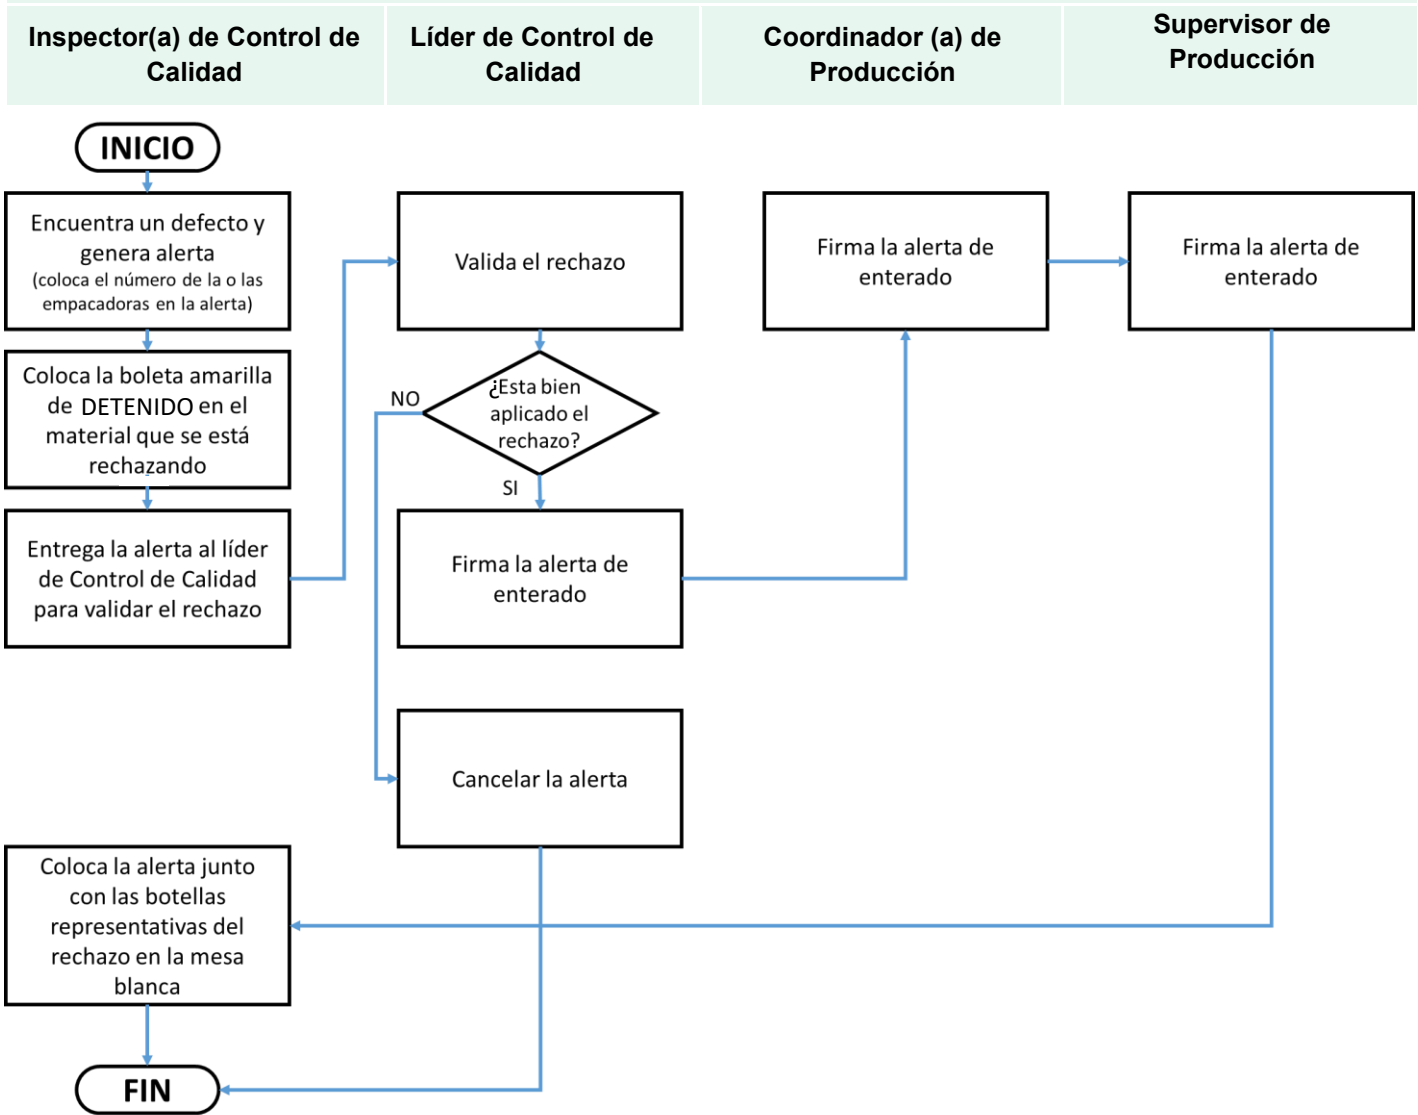 Inspector(a) de Control de
Calidad
Líder de Control de
Calidad
Coordinador (a) de
Producción
Supervisor de
Producción
INICIO
Encuentra un defecto y
genera alerta
(coloca el número de la o las
empacadoras en la alerta)
Coloca la boleta amarilla
de DETENIDO en el
material que se está
rechazando
Entrega la alerta al líder
de Control de Calidad
para validar el rechazo
Valida el rechazo
¿Esta bien
aplicado el
rechazo?
NO
SI
Firma la alerta de
enterado
Cancelar la alerta
Firma la alerta de
enterado
Firma la alerta de
enterado
Coloca la alerta junto
con las botellas
representativas del
rechazo en la mesa
blanca
FIN